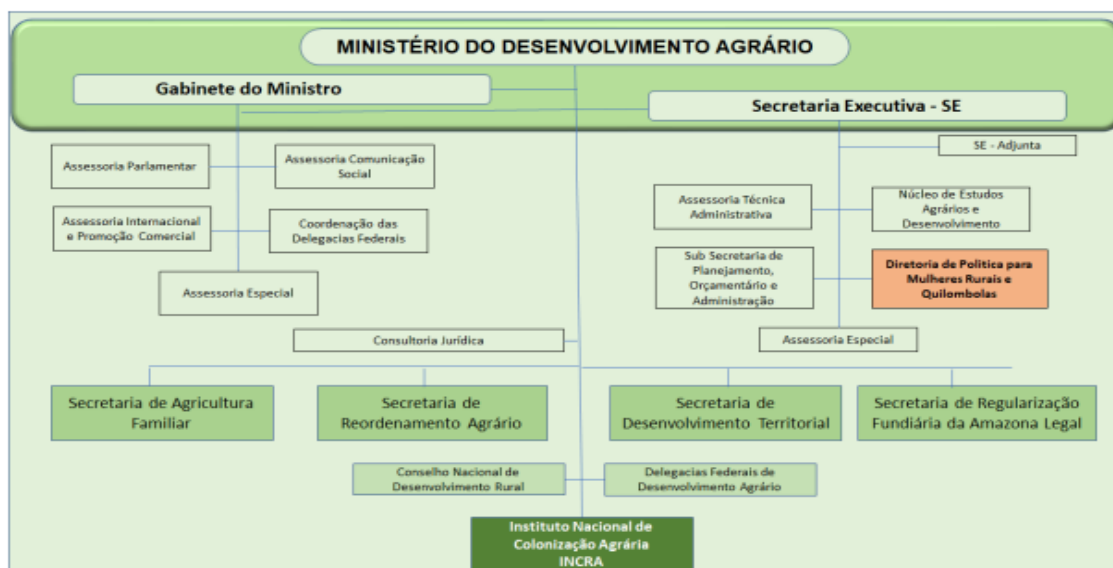 MINISTÉRIO DO DESENVOLVIMENTO AGRÁRIO
Gabinete do Ministro
Secretaria Executiva - SE
SE - Adjunta
Assessoria Parlamentar
Assessoria Comunicação
Social
Assessoria Técnica
Administrativa
Núcleo de Estudos
Agrários e
Desenvolvimento
Assessoria Internacional
e Promoção Comercial
Coordenação das
Delegacias Federais
Sub Secretaria de
Planejamento,
Orçamentário e
Administração
Diretoria de Política para
Mulheres Rurais e
Quilombolas
Assessoria Especial
Consultoria Jurídica
Assessoria Especial
Secretaria de Agricultura
Familiar
Secretaria de
Reordenamento Agrário
Secretaria de
Desenvolvimento Territorial
Secretaria de Regularização
Fundiária da Amazona Legal
Conselho Nacional de
Desenvolvimento Rural
Delegacias Federais de
Desenvolvimento Agrário
Instituto Nacional de
Colonização Agrária
INCRA